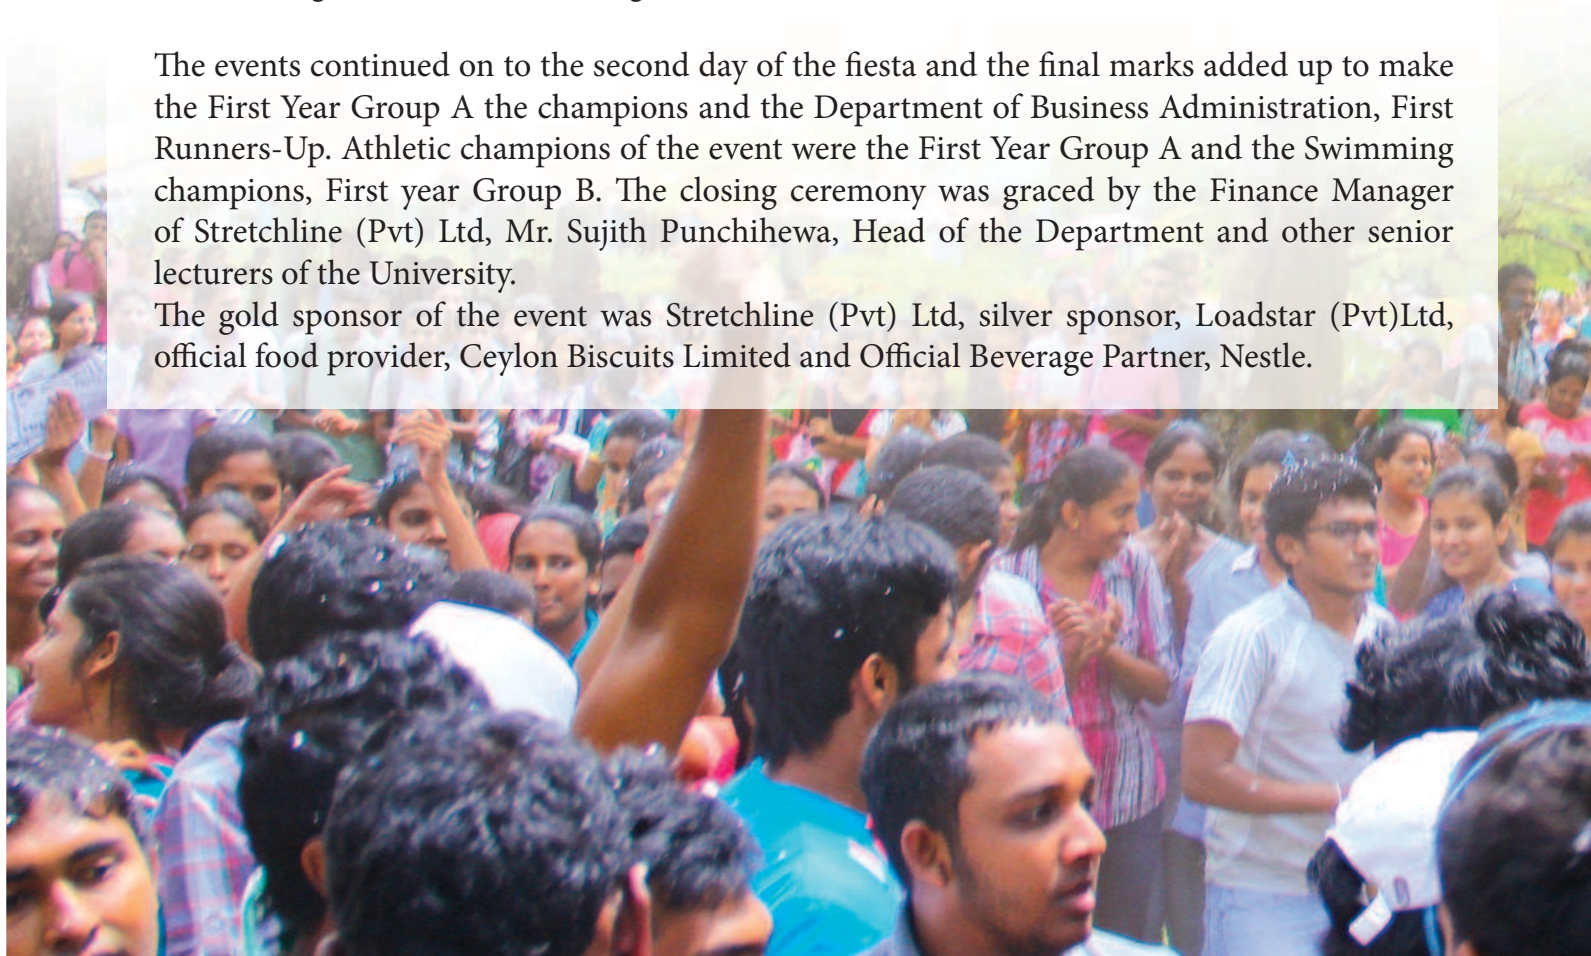 The events continued on to the second day of the fiesta and the final marks added up to make
the First Year Group A the champions and the Department of Business Administration, First
Runners-Up. Athletic champions of the event were the First Year Group A and the Swimming
champions, First year Group B. The closing ceremony was graced by the Finance Manager
of Stretchline (Pvt) Ltd, Mr. Sujith Punchihewa, Head of the Department and other senior
lecturers of the University.
The gold sponsor of the event was Stretchline (Pvt) Ltd, silver sponsor, Loadstar (Pvt)Ltd,
official food provider, Ceylon Biscuits Limited and Official Beverage Partner, Nestle.